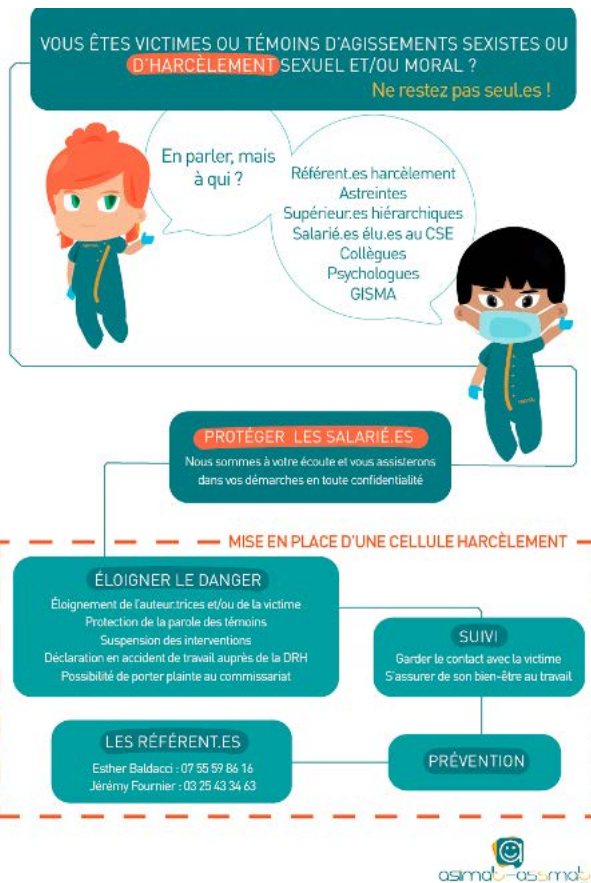 VOUS ÊTES VICTIMES OU TÉMOINS D'AGISSEMENTS SEXISTES OU
D'HARCÈLEMENT SEXUEL ET/OU MORAL ?
Ne restez pas seul.es !
En parler, mais
à qui ?
Référent.es harcèlement
Astreintes
Supérieur.es hiérarchiques
Salarié.es élu.es au CSE
Collègues
Psychologues
GISMA
PROTÉGER LES SALARIÉ.ES
Nous sommes à votre écoute et vous assisterons
dans vos démarches en toute confidentialité
MISE EN PLACE D'UNE CELLULE HARCÈLEMENT
ÉLOIGNER LE DANGER
Éloignement de l'auteur.trices et/ou de la victime
Protection de la parole des témoins
Suspension des interventions
Déclaration en accident de travail auprès de la DRH
Possibilité de porter plainte au commissariat
SUIVI
Garder le contact avec la victime
S'assurer de son bien-être au travail
LES RÉFÉRENT.ES
Esther Baldacci : 07 55 59 86 16
Jérémy Fournier : 03 25 43 34 63
PRÉVENTION
asimat-assmat